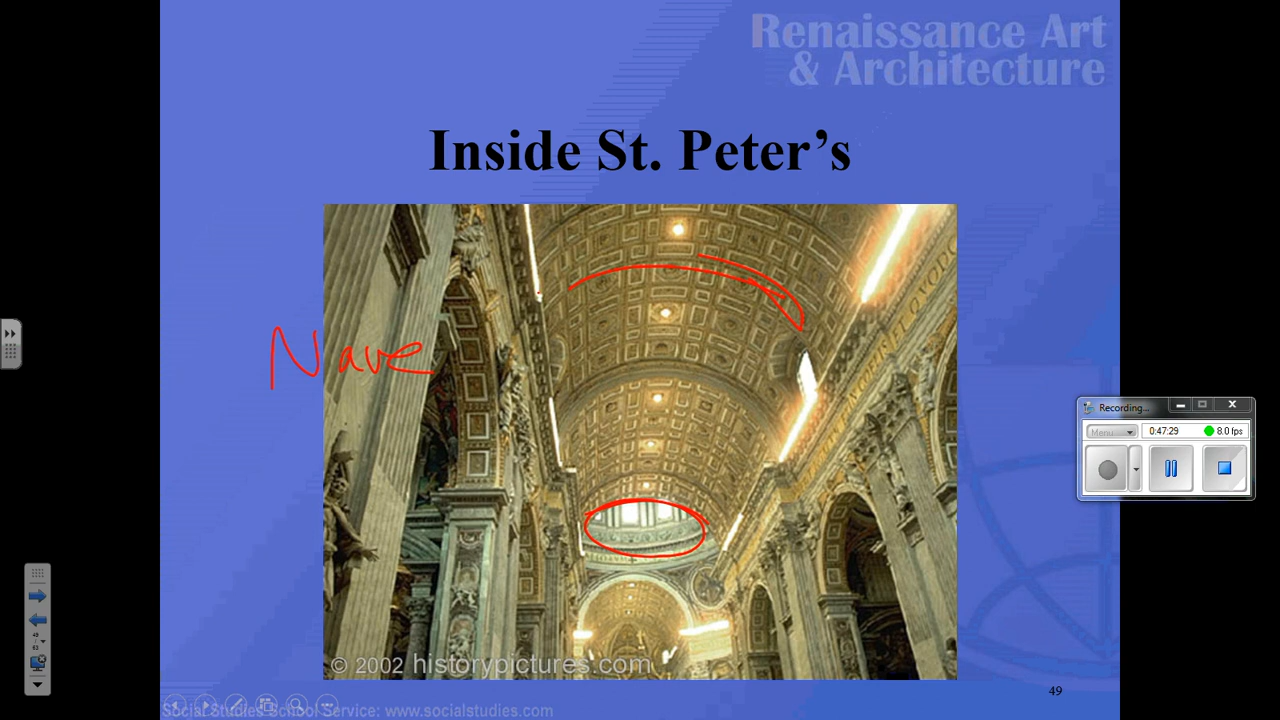 Renaissance Art
& Architecture
Inside St. Peter's
Nave
Recording...
Menu
0:47:29
8.0 fps
© 2002 historypictures.com
49
Social Studies School Service: www.socialstudies.com